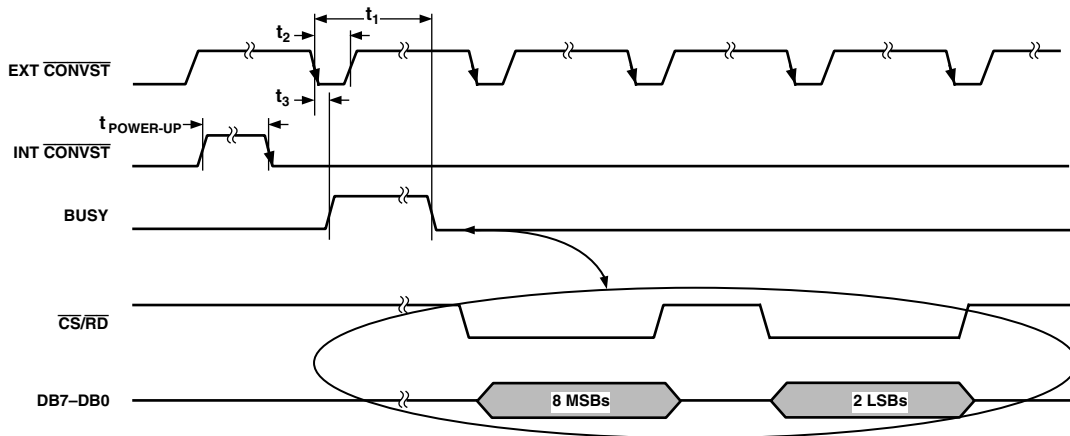 t1
t2
EXT CONVST
t3
tPOWER-UP
INT CONVST
BUSY
CS/RD
DB7–DB0
8 MSBs
2 LSBs